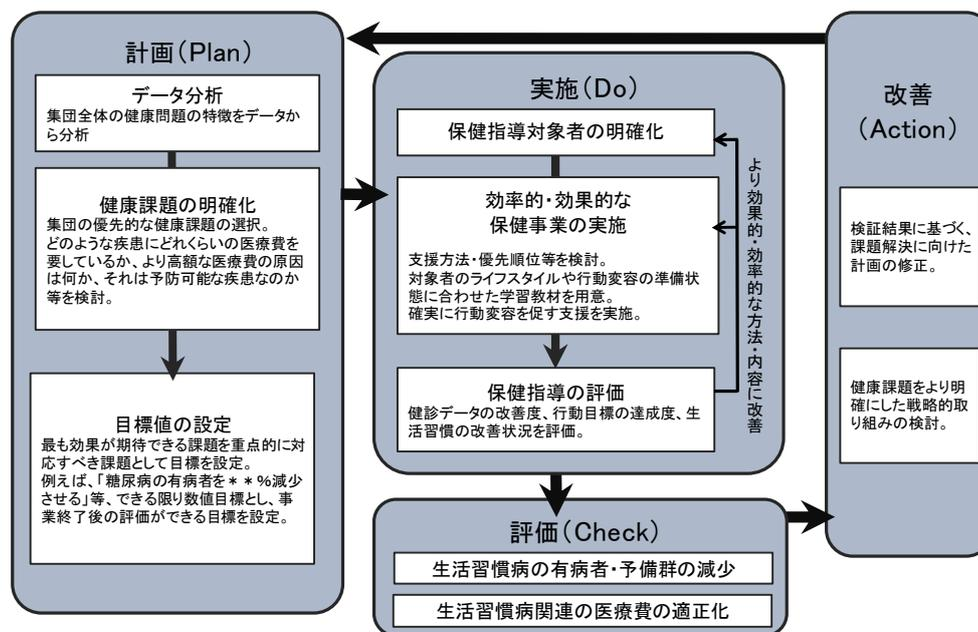 計画（Plan）
データ分析
集団全体の健康問題の特徴をデータか
ら分析
健康課題の明確化
集団の優先的な健康課題の選択。
どのような疾患にどれくらいの医療費を
要しているか、より高額な医療費の原因
は何か、それは予防可能な疾患なのか
等を検討。
目標値の設定
最も効果が期待できる課題を重点的に対
応すべき課題として目標を設定。
例えば、「糖尿病の有病者を＊＊%減少
させる」等、できる限り数値目標とし、事
業終了後の評価ができる目標を設定。
実施（Do）
保健指導対象者の明確化
効率的・効果的な
保健事業の実施
支援方法・優先順位等を検討。
対象者のライフスタイルや行動変容の準備状
態に合わせた学習教材を用意。
確実に行動変容を促す支援を実施。
保健指導の評価
健診データの改善度、行動目標の達成度、生
活習慣の改善状況を評価。
より効果的・効率的な方法・内容に改善
評価（Check）
生活習慣病の有病者・予備群の減少
生活習慣病関連の医療費の適正化
改善
（Action）
検証結果に基づく、
課題解決に向けた
計画の修正。
健康課題をより明
確にした戦略的取
り組みの検討。